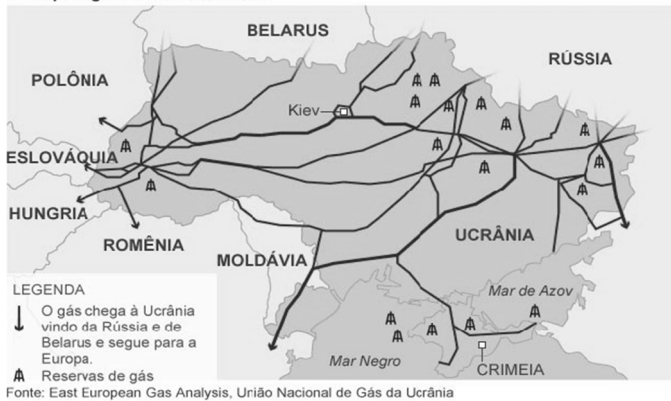 BELARUS
RÚSSIA
POLÔNIA
Kiev
ESLOVÁQUIA
HUNGRIA
ROMÊNIA
MOLDÁVIA
UCRÂNIA
Mar de Azov
Mar Negro
CRIMEIA
LEGENDA
O gás chega à Ucrânia
vindo da Rússia e de
Belarus e segue para a
Europa.
Reservas de gás
Fonte: East European Gas Analysis, União Nacional de Gás da Ucrânia